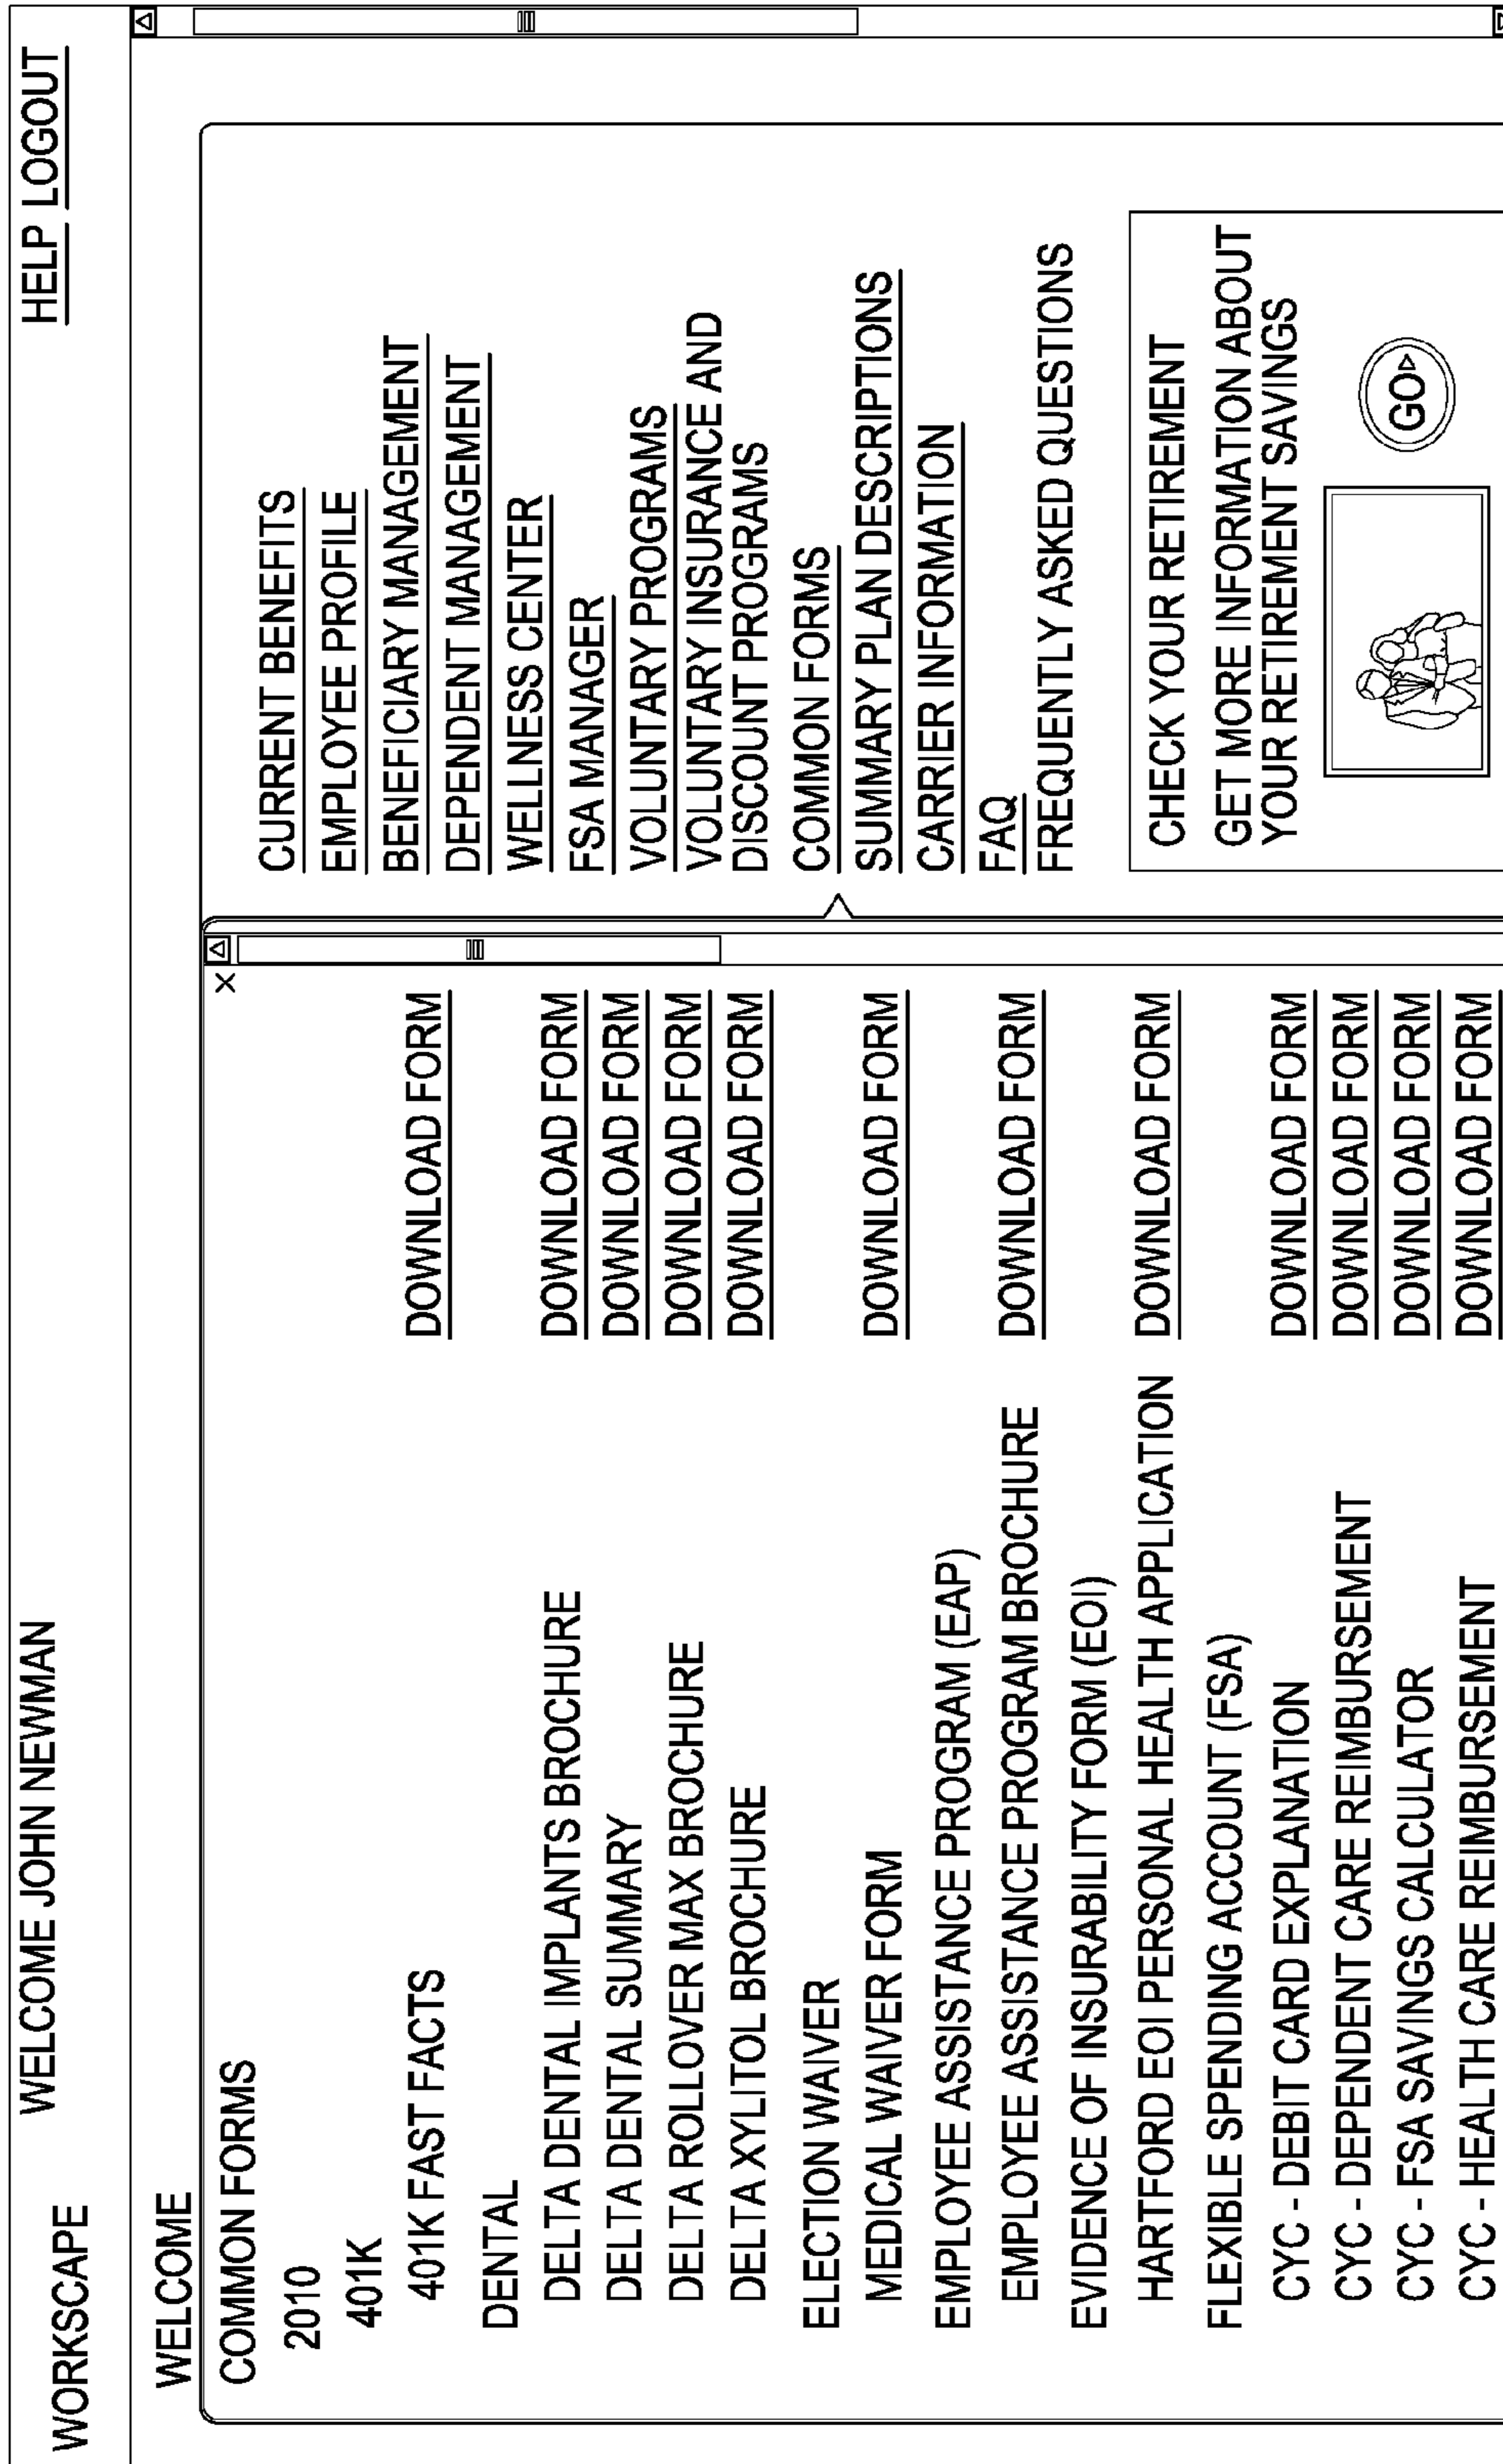 WORKSCAPE WELCOME JOHN NEWMAN HELP LOGOUT
WELCOME
COMMON FORMS X
2010
401K
401K FAST FACTS DOWNLOAD FORM
DENTAL
DELTA DENTAL IMPLANTS BROCHURE DOWNLOAD FORM
DELTA DENTAL SUMMARY DOWNLOAD FORM
DELTA ROLLOVER MAX BROCHURE DOWNLOAD FORM
DELTA XYLITOL BROCHURE DOWNLOAD FORM
ELECTION WAIVER
MEDICAL WAIVER FORM DOWNLOAD FORM
EMPLOYEE ASSISTANCE PROGRAM (EAP)
EMPLOYEE ASSISTANCE PROGRAM BROCHURE DOWNLOAD FORM
EVIDENCE OF INSURABILITY FORM (EOI)
HARTFORD EOI PERSONAL HEALTH APPLICATION DOWNLOAD FORM
FLEXIBLE SPENDING ACCOUNT (FSA)
CYC - DEBIT CARD EXPLANATION DOWNLOAD FORM
CYC - DEPENDENT CARE REIMBURSEMENT DOWNLOAD FORM
CYC - FSA SAVINGS CALCULATOR DOWNLOAD FORM
CYC - HEALTH CARE REIMBURSEMENT DOWNLOAD FORM
CURRENT BENEFITS
EMPLOYEE PROFILE
BENEFICIARY MANAGEMENT
DEPENDENT MANAGEMENT
WELLNESS CENTER
FSA MANAGER
VOLUNTARY PROGRAMS
VOLUNTARY INSURANCE AND
DISCOUNT PROGRAMS
COMMON FORMS
SUMMARY PLAN DESCRIPTIONS
CARRIER INFORMATION
FAQ
FREQUENTLY ASKED QUESTIONS
CHECK YOUR RETIREMENT
GET MORE INFORMATION ABOUT
YOUR RETIREMENT SAVINGS
GO